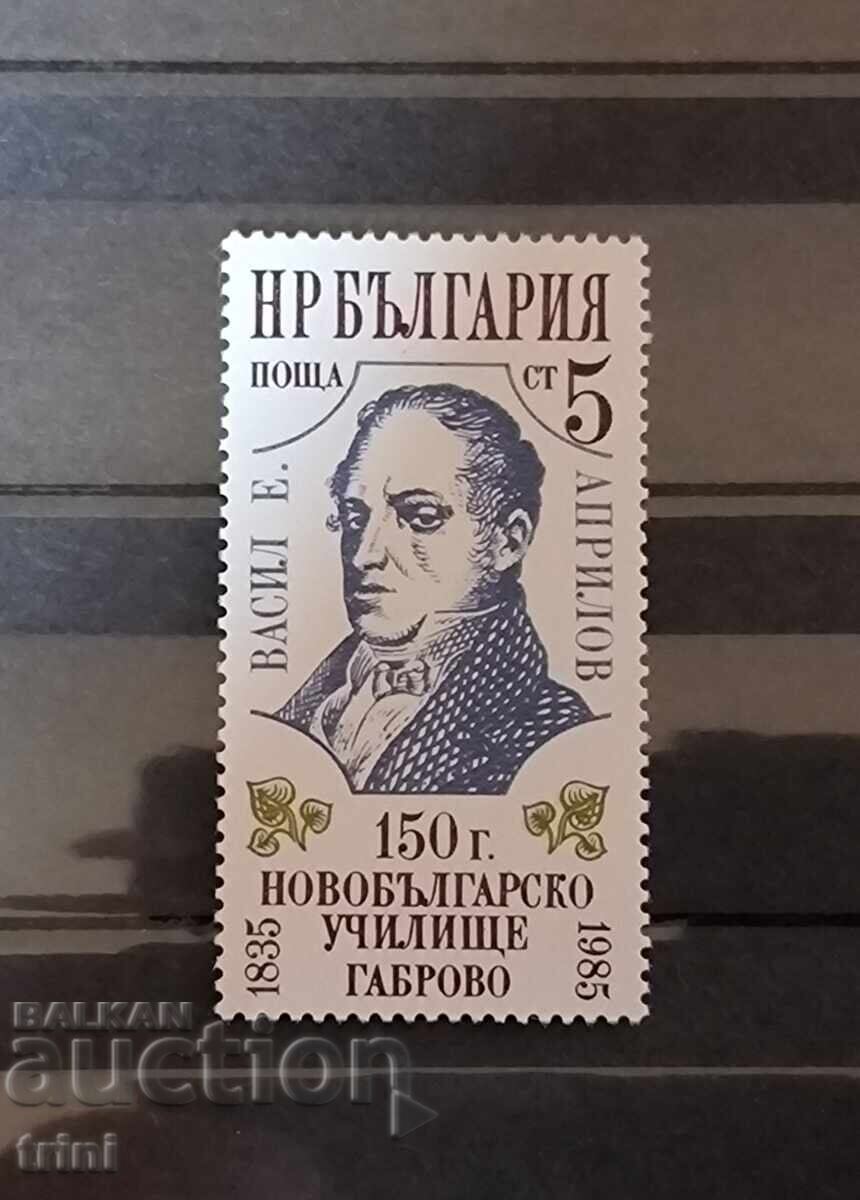 НР БЪЛГАРИЯ
ПОЩА СТ 5
ВАСИЛ Е.
АПРИЛОВ
150 г.
НОВОБЪЛГАРСКО
УЧИЛИЩЕ
ГАБРОВО
1835
1985
BALKAN
auction
trini